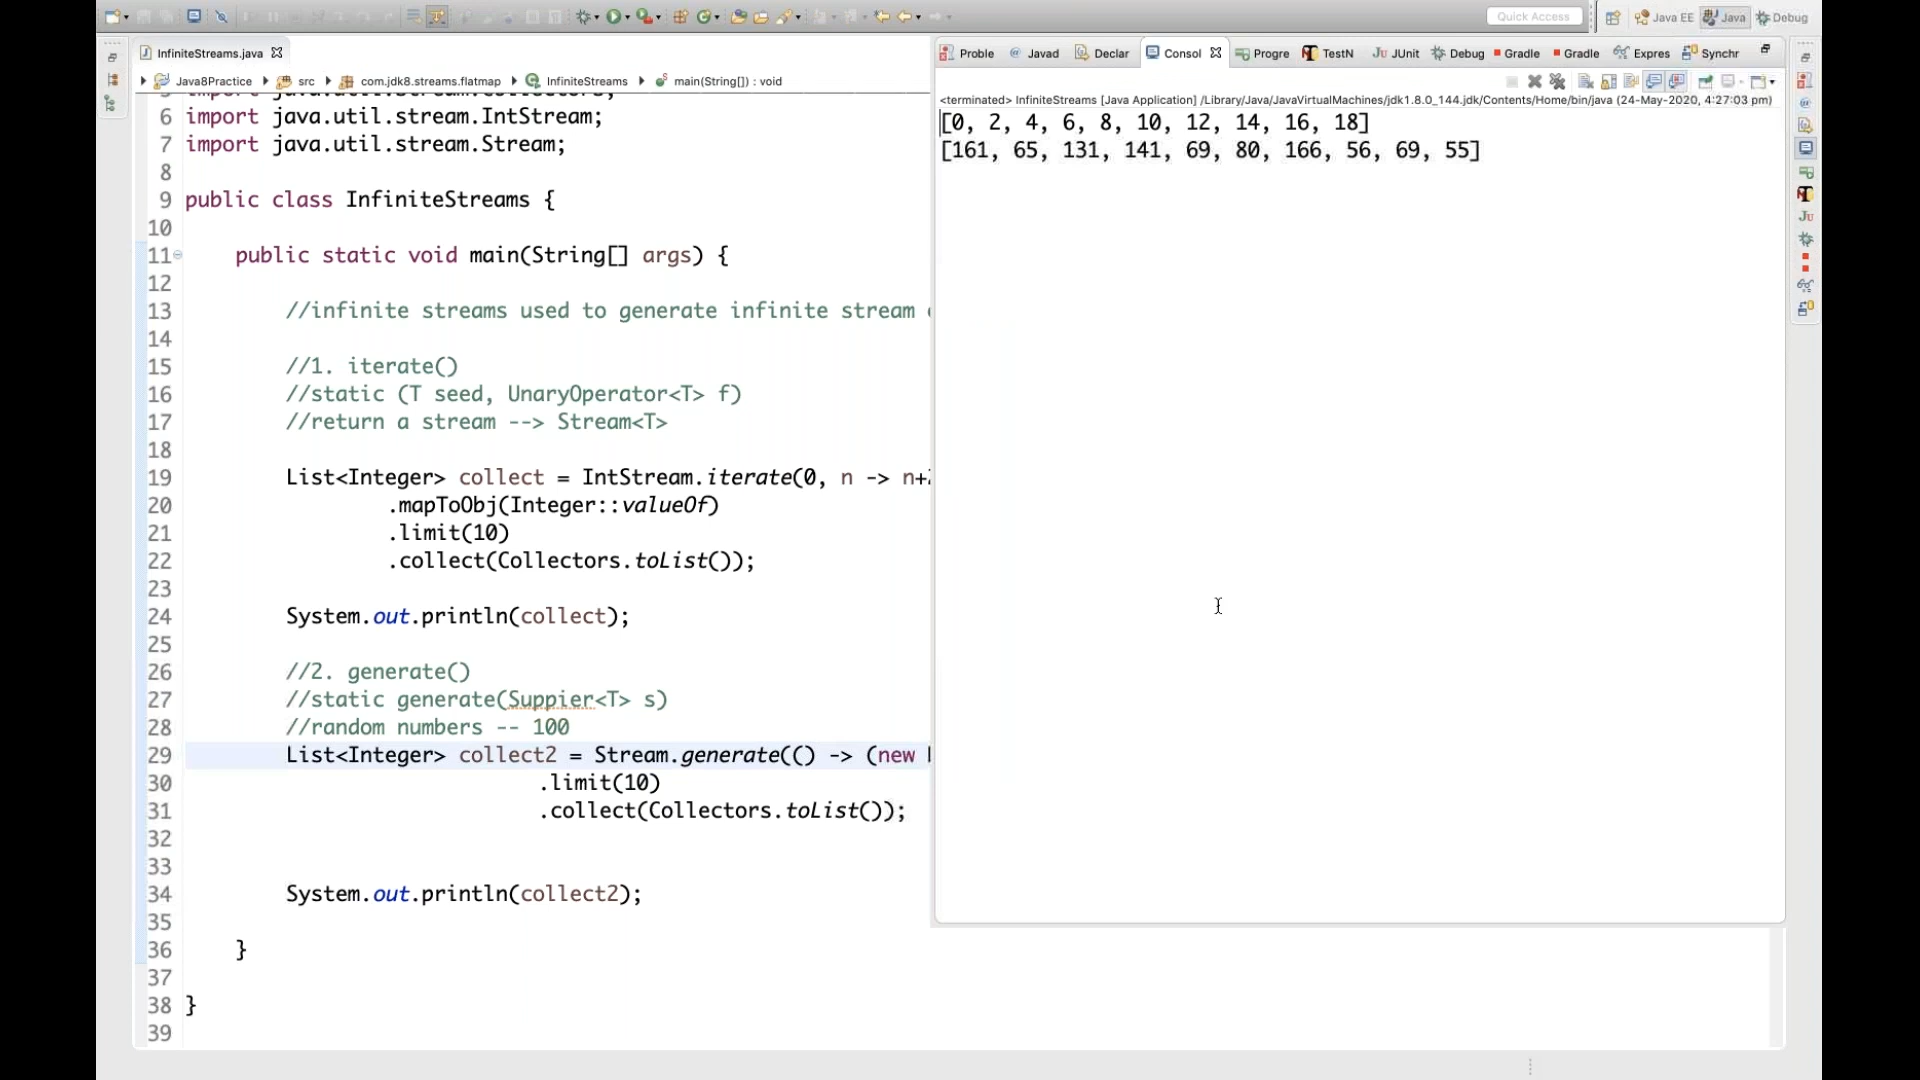 Quick Access
Java EE
Java
Debug
InfiniteStreams.java
Java8Practice
src
com.jdk8.streams.flatmap
InfiniteStreams
main(String[]) : void
6 import java.util.stream.IntStream;
7 import java.util.stream.Stream;
8
9 public class InfiniteStreams {
10
11 public static void main(String[] args) {
12
13 //infinite streams used to generate infinite stream
14
15 //1. iterate()
16 //static (T seed, UnaryOperator<T> f)
17 //return a stream --> Stream<T>
18
19 List<Integer> collect = IntStream.iterate(0, n -> n+
20 .mapToObj(Integer::valueOf)
21 .limit(10)
22 .collect(Collectors.toList());
23
24 System.out.println(collect);
25
26 //2. generate()
27 //static generate(Suppier<T> s)
28 //random numbers -- 100
29 List<Integer> collect2 = Stream.generate(() -> (new
30 .limit(10)
31 .collect(Collectors.toList());
32
33
34 System.out.println(collect2);
35
36 }
37
38 }
39
Proble
@ Javad
Declar
Consol
Progre
TestN
Ju JUnit
Debug
Gradle
Gradle
Expres
Synchr
<terminated> InfiniteStreams [Java Application] /Library/Java/JavaVirtualMachines/jdk1.8.0_144.jdk/Contents/Home/bin/java (24-May-2020, 4:27:03 pm)
[0, 2, 4, 6, 8, 10, 12, 14, 16, 18]
[161, 65, 131, 141, 69, 80, 166, 56, 69, 55]